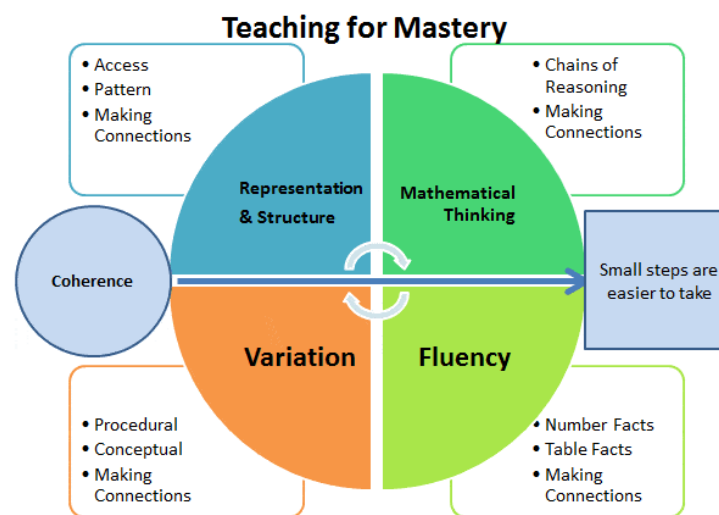 Teaching for Mastery
• Access
• Pattern
• Making
Connections
• Chains of
Reasoning
• Making
Connections
Representation
& Structure
Mathematical
Thinking
Coherence
Small steps are
easier to take
Variation
Fluency
• Procedural
• Conceptual
• Making
Connections
• Number Facts
• Table Facts
• Making
Connections